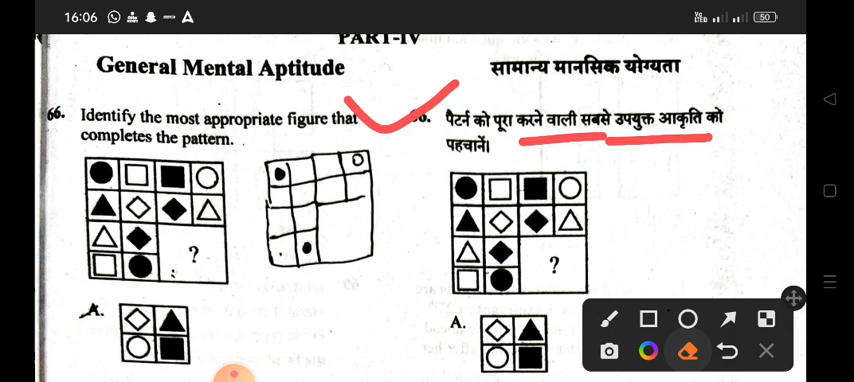 16:06
50
PART-IV
General Mental Aptitude
सामान्य मानसिक योग्यता
66. Identify the most appropriate figure that
completes the pattern.
?
A.
पैटर्न को पूरा करने वाली सबसे उपयुक्त आकृति को
पहचानें।
?
A.